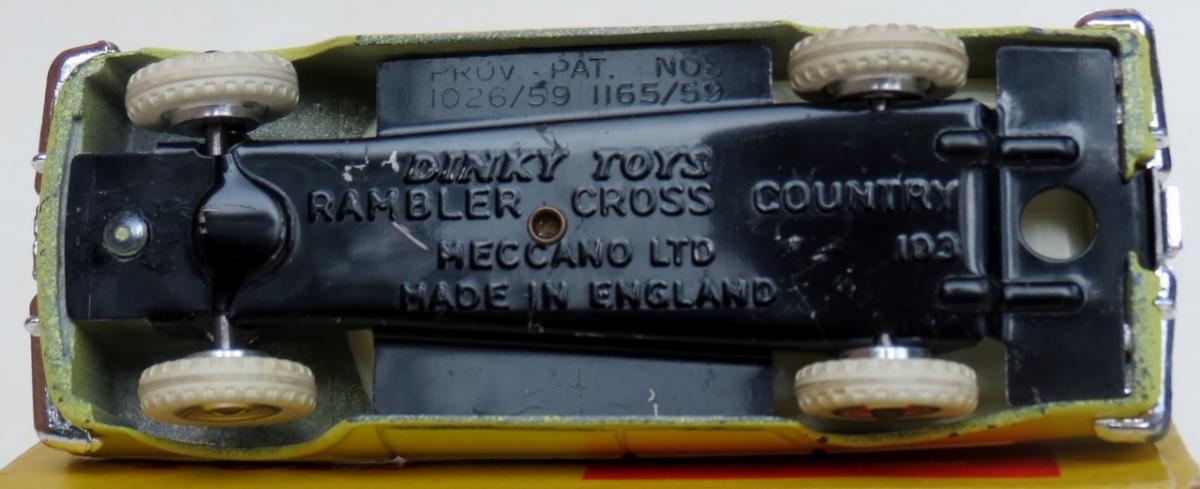 PROV. PAT. NOS
1026/59 1165/59
DINKY TOYS
RAMBLER CROSS COUNTRY
MECCANO LTD 193
MADE IN ENGLAND